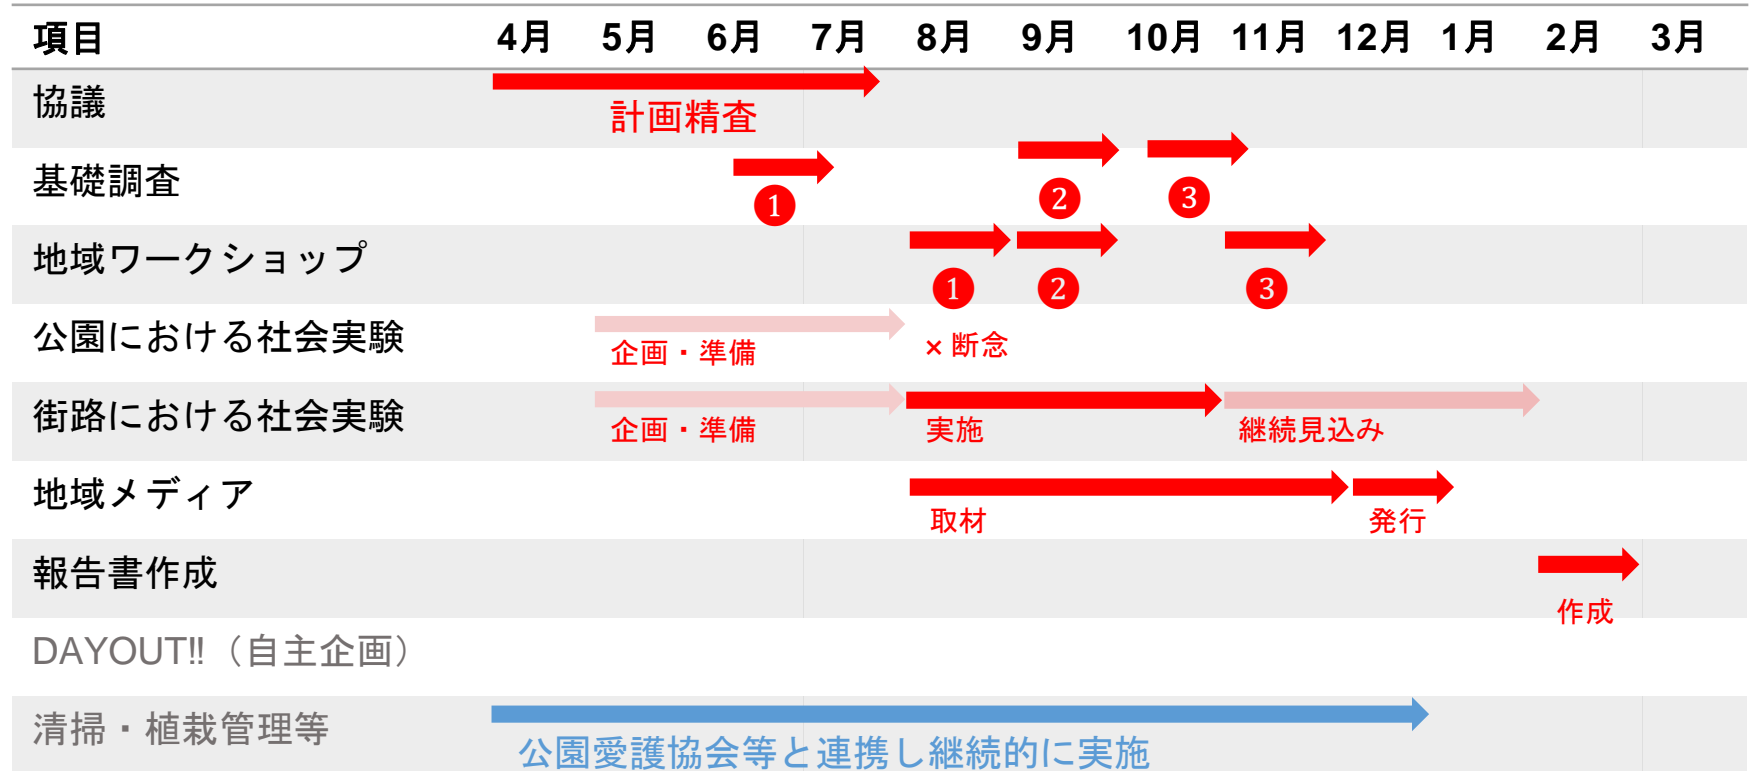 項目 4月 5月 6月 7月 8月 9月 10月 11月 12月 1月 2月 3月
協議
計画精査
基礎調査
❶ ❷ ❸
地域ワークショップ
❶ ❷ ❸
公園における社会実験
企画・準備 × 断念
街路における社会実験
企画・準備 実施 継続見込み
地域メディア
取材 発行
報告書作成
作成
DAYOUT!!（自主企画）
清掃・植栽管理等
公園愛護協会等と連携し継続的に実施